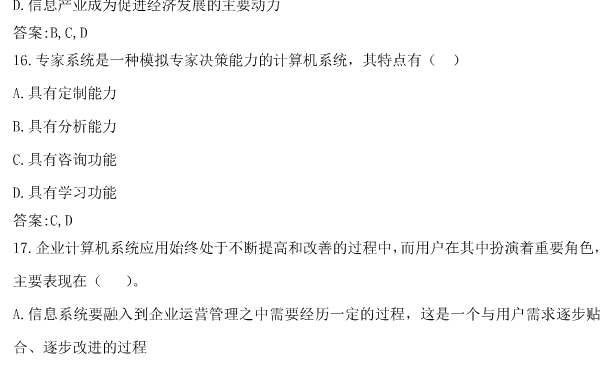 D.信息产业成为促进经济发展的主要动力
答案:B,C,D
16.专家系统是一种模拟专家决策能力的计算机系统，其特点有（　）
A.具有定制能力
B.具有分析能力
C.具有咨询功能
D.具有学习功能
答案:C,D
17.企业计算机系统应用始终处于不断提高和改善的过程中,而用户在其中扮演着重要角色,
主要表现在（　）。
A.信息系统要融入到企业运营管理之中需要经历一定的过程，这是一个与用户需求逐步贴
合、逐步改进的过程